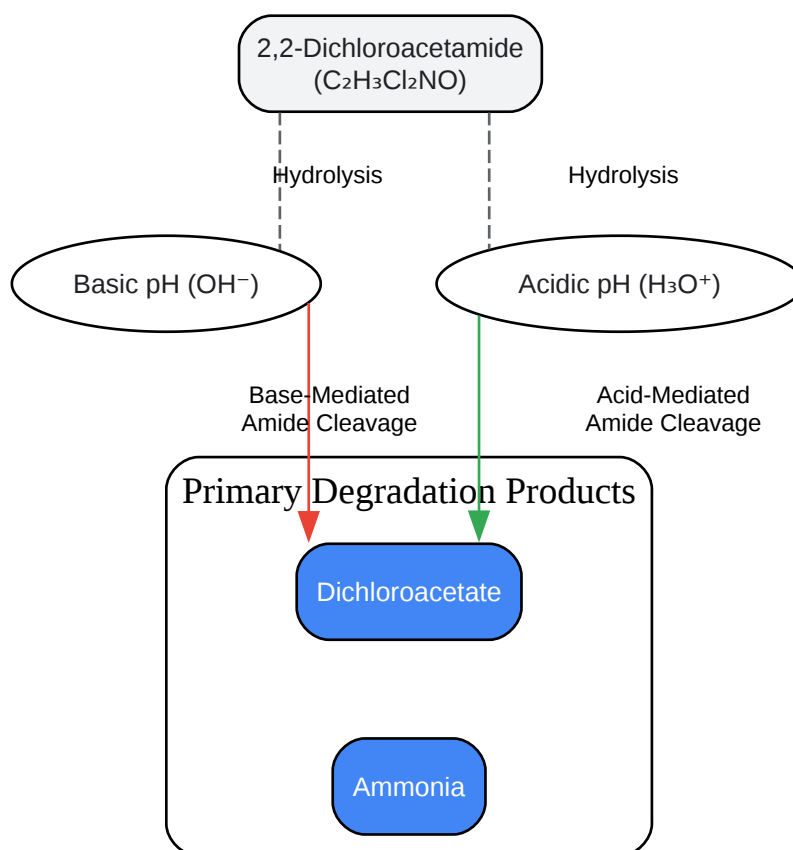 2,2-Dichloroacetamide
(C₂H₃Cl₂NO)
Hydrolysis
Hydrolysis
Basic pH (OH⁻)
Acidic pH (H₃O⁺)
Base-Mediated
Amide Cleavage
Acid-Mediated
Amide Cleavage
Primary Degradation Products
Dichloroacetate
Ammonia